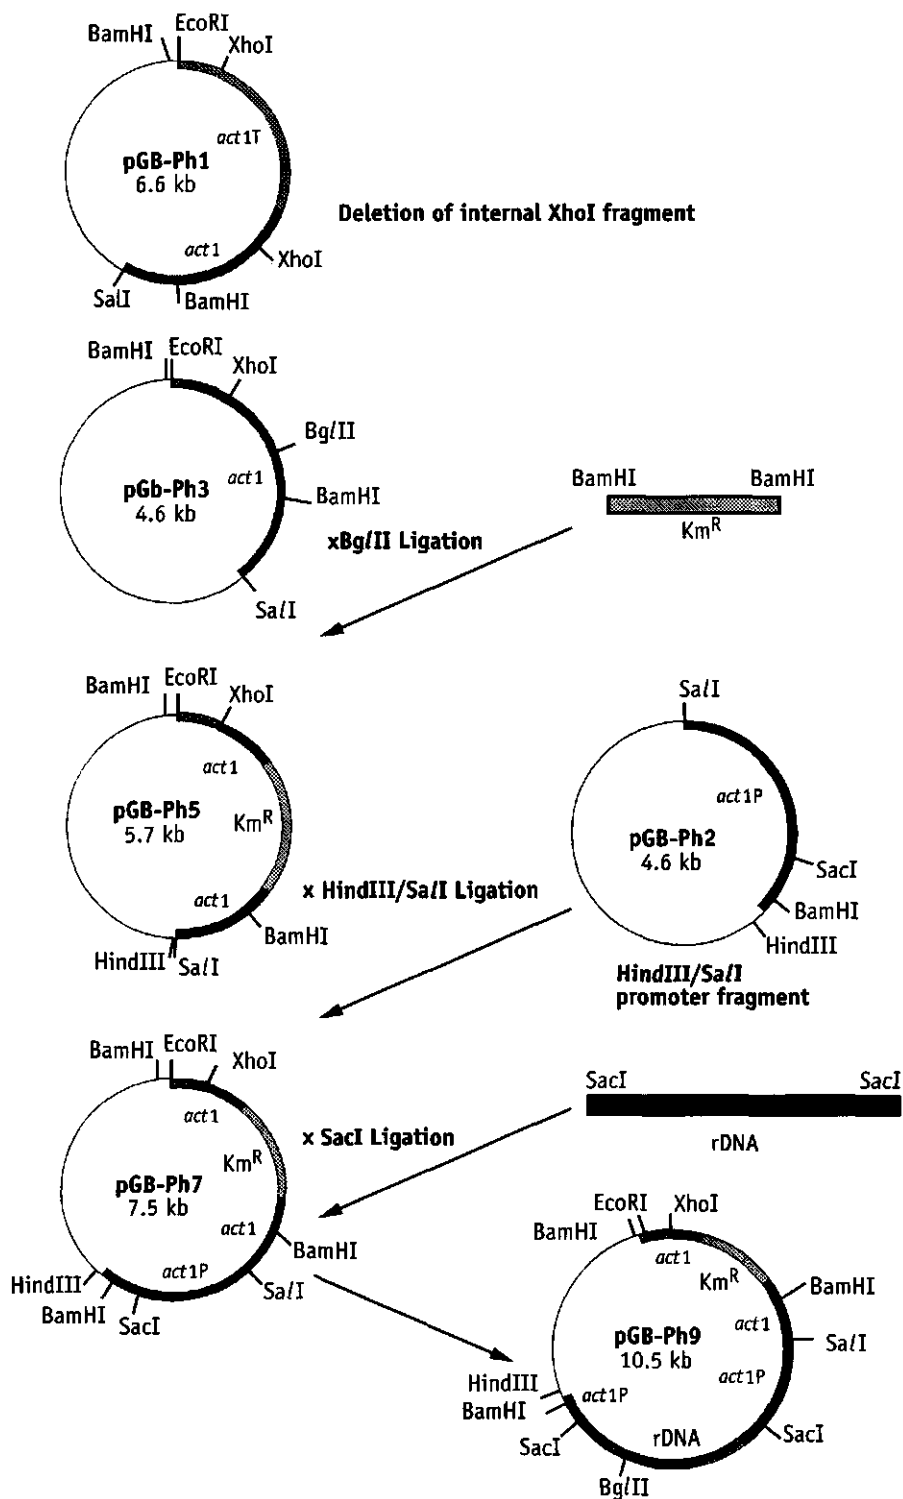 EcoRI
BamHI
XhoI
act1T
pGB-Ph1
6.6 kb
Deletion of internal XhoI fragment
act1
XhoI
SalI
BamHI
BamHI
EcoRI
XhoI
BglII
act1
pGb-Ph3
4.6 kb
BamHI
xBglII Ligation
SalI
BamHI
BamHI
KmR
BamHI
EcoRI
XhoI
act1
pGB-Ph5
5.7 kb
KmR
act1
BamHI
HindIII
SalI
x HindIII/SalI Ligation
SalI
act1P
pGB-Ph2
4.6 kb
SacI
BamHI
HindIII
HindIII/SalI
promoter fragment
BamHI
EcoRI
XhoI
act1
KmR
pGB-Ph7
7.5 kb
act1
BamHI
act1P
SalI
HindIII
BamHI
SacI
x SacI Ligation
SacI
SacI
rDNA
EcoRI
XhoI
BamHI
act1
KmR
BamHI
pGB-Ph9
10.5 kb
act1
SalI
act1P
HindIII
act1P
BamHI
SacI
rDNA
SacI
BglII